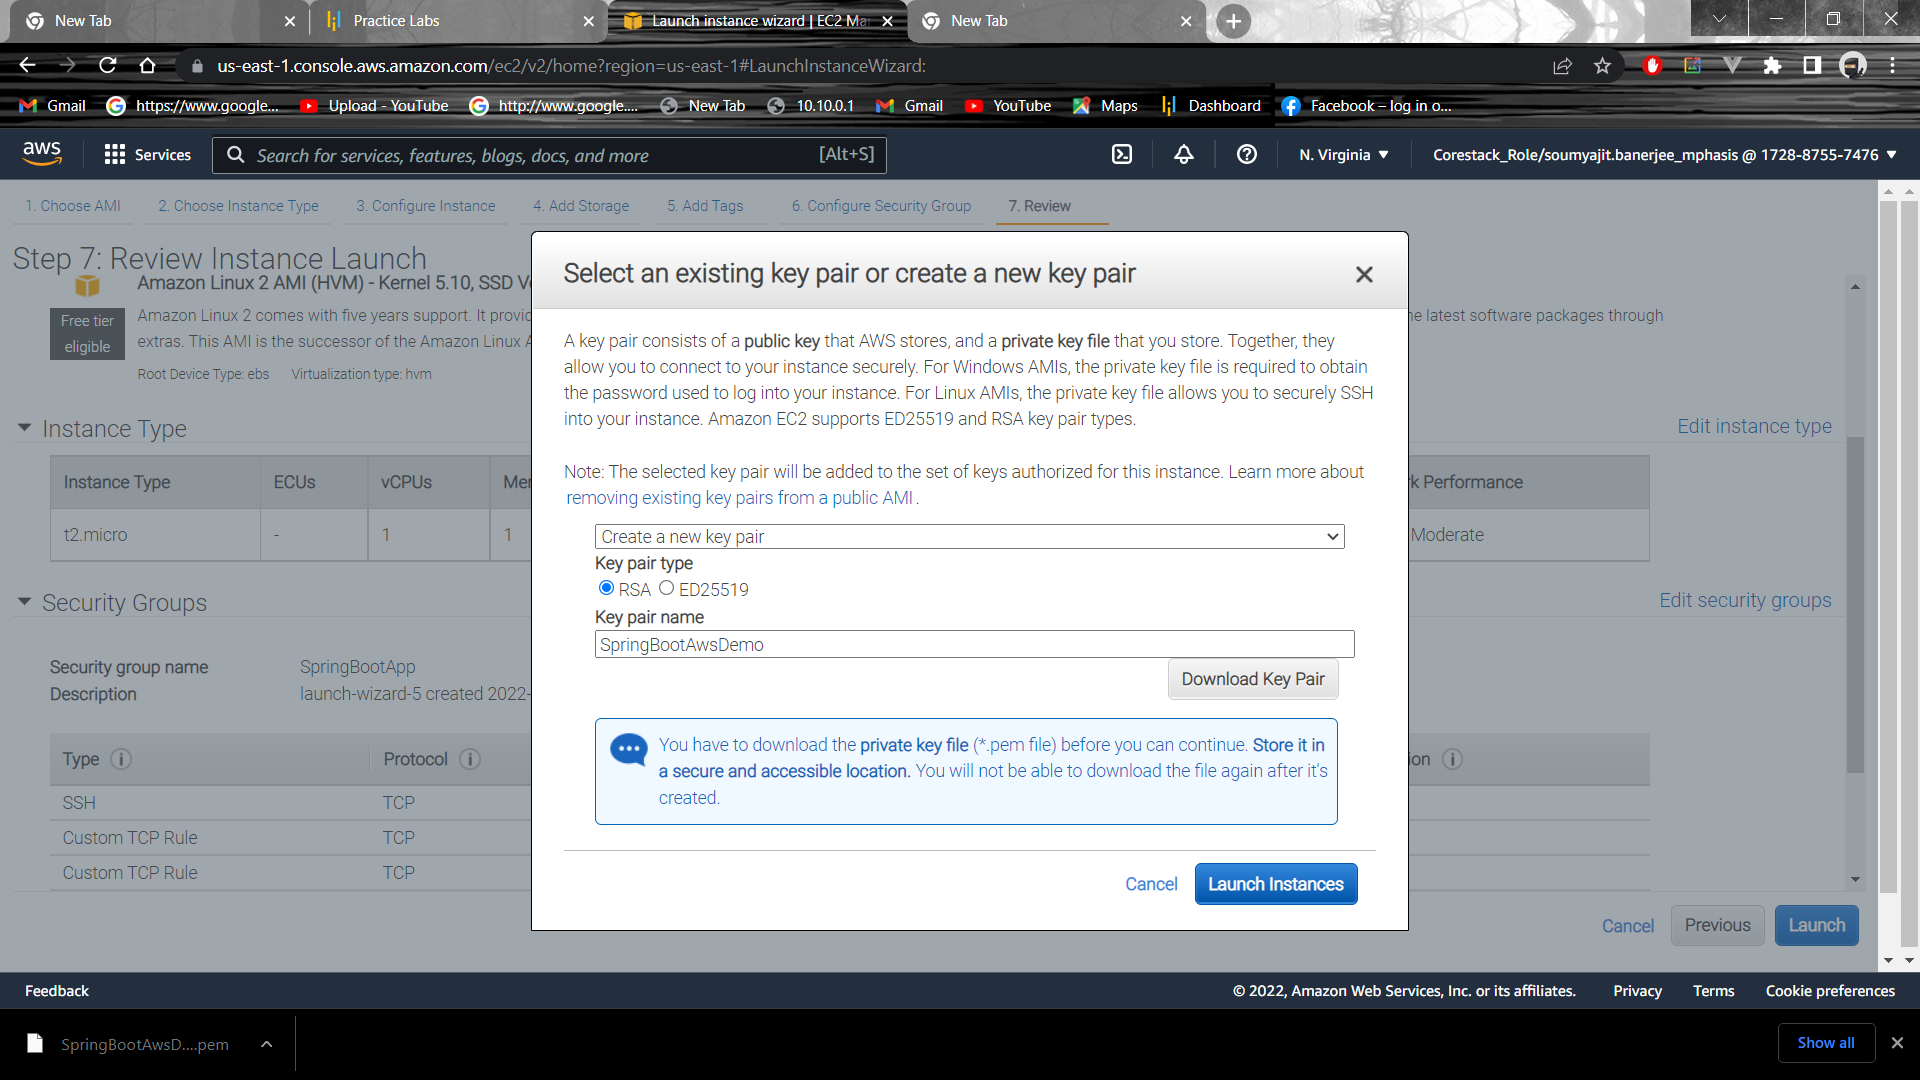 New Tab
Practice Labs
Launch instance wizard | EC2 Ma
New Tab
us-east-1.console.aws.amazon.com/ec2/v2/home?region=us-east-1#LaunchInstanceWizard:
Gmail
https://www.google...
Upload - YouTube
http://www.google....
New Tab
10.10.0.1
Gmail
YouTube
Maps
Dashboard
Facebook – log in o...
aws
Services
Search for services, features, blogs, docs, and more
[Alt+S]
N. Virginia
Corestack_Role/soumyajit.banerjee_mphasis @ 1728-8755-7476
1. Choose AMI
2. Choose Instance Type
3. Configure Instance
4. Add Storage
5. Add Tags
6. Configure Security Group
7. Review
Step 7: Review Instance Launch
Amazon Linux 2 AMI (HVM) - Kernel 5.10, SSD V
Free tier
eligible
Amazon Linux 2 comes with five years support. It provid
he latest software packages through
extras. This AMI is the successor of the Amazon Linux A
Root Device Type: ebs
Virtualization type: hvm
Instance Type
Edit instance type
Instance Type
ECUs
vCPUs
Mem
rk Performance
t2.micro
-
1
1
Moderate
Security Groups
Edit security groups
Security group name
SpringBootApp
Description
launch-wizard-5 created 2022-
Type
Protocol
ion
SSH
TCP
Custom TCP Rule
TCP
Custom TCP Rule
TCP
Select an existing key pair or create a new key pair
A key pair consists of a public key that AWS stores, and a private key file that you store. Together, they
allow you to connect to your instance securely. For Windows AMIs, the private key file is required to obtain
the password used to log into your instance. For Linux AMIs, the private key file allows you to securely SSH
into your instance. Amazon EC2 supports ED25519 and RSA key pair types.
Note: The selected key pair will be added to the set of keys authorized for this instance. Learn more about
removing existing key pairs from a public AMI.
Create a new key pair
Key pair type
RSA
ED25519
Key pair name
SpringBootAwsDemo
Download Key Pair
You have to download the private key file (*.pem file) before you can continue. Store it in
a secure and accessible location. You will not be able to download the file again after it's
created.
Cancel
Launch Instances
Cancel
Previous
Launch
Feedback
© 2022, Amazon Web Services, Inc. or its affiliates.
Privacy
Terms
Cookie preferences
SpringBootAwsD....pem
Show all